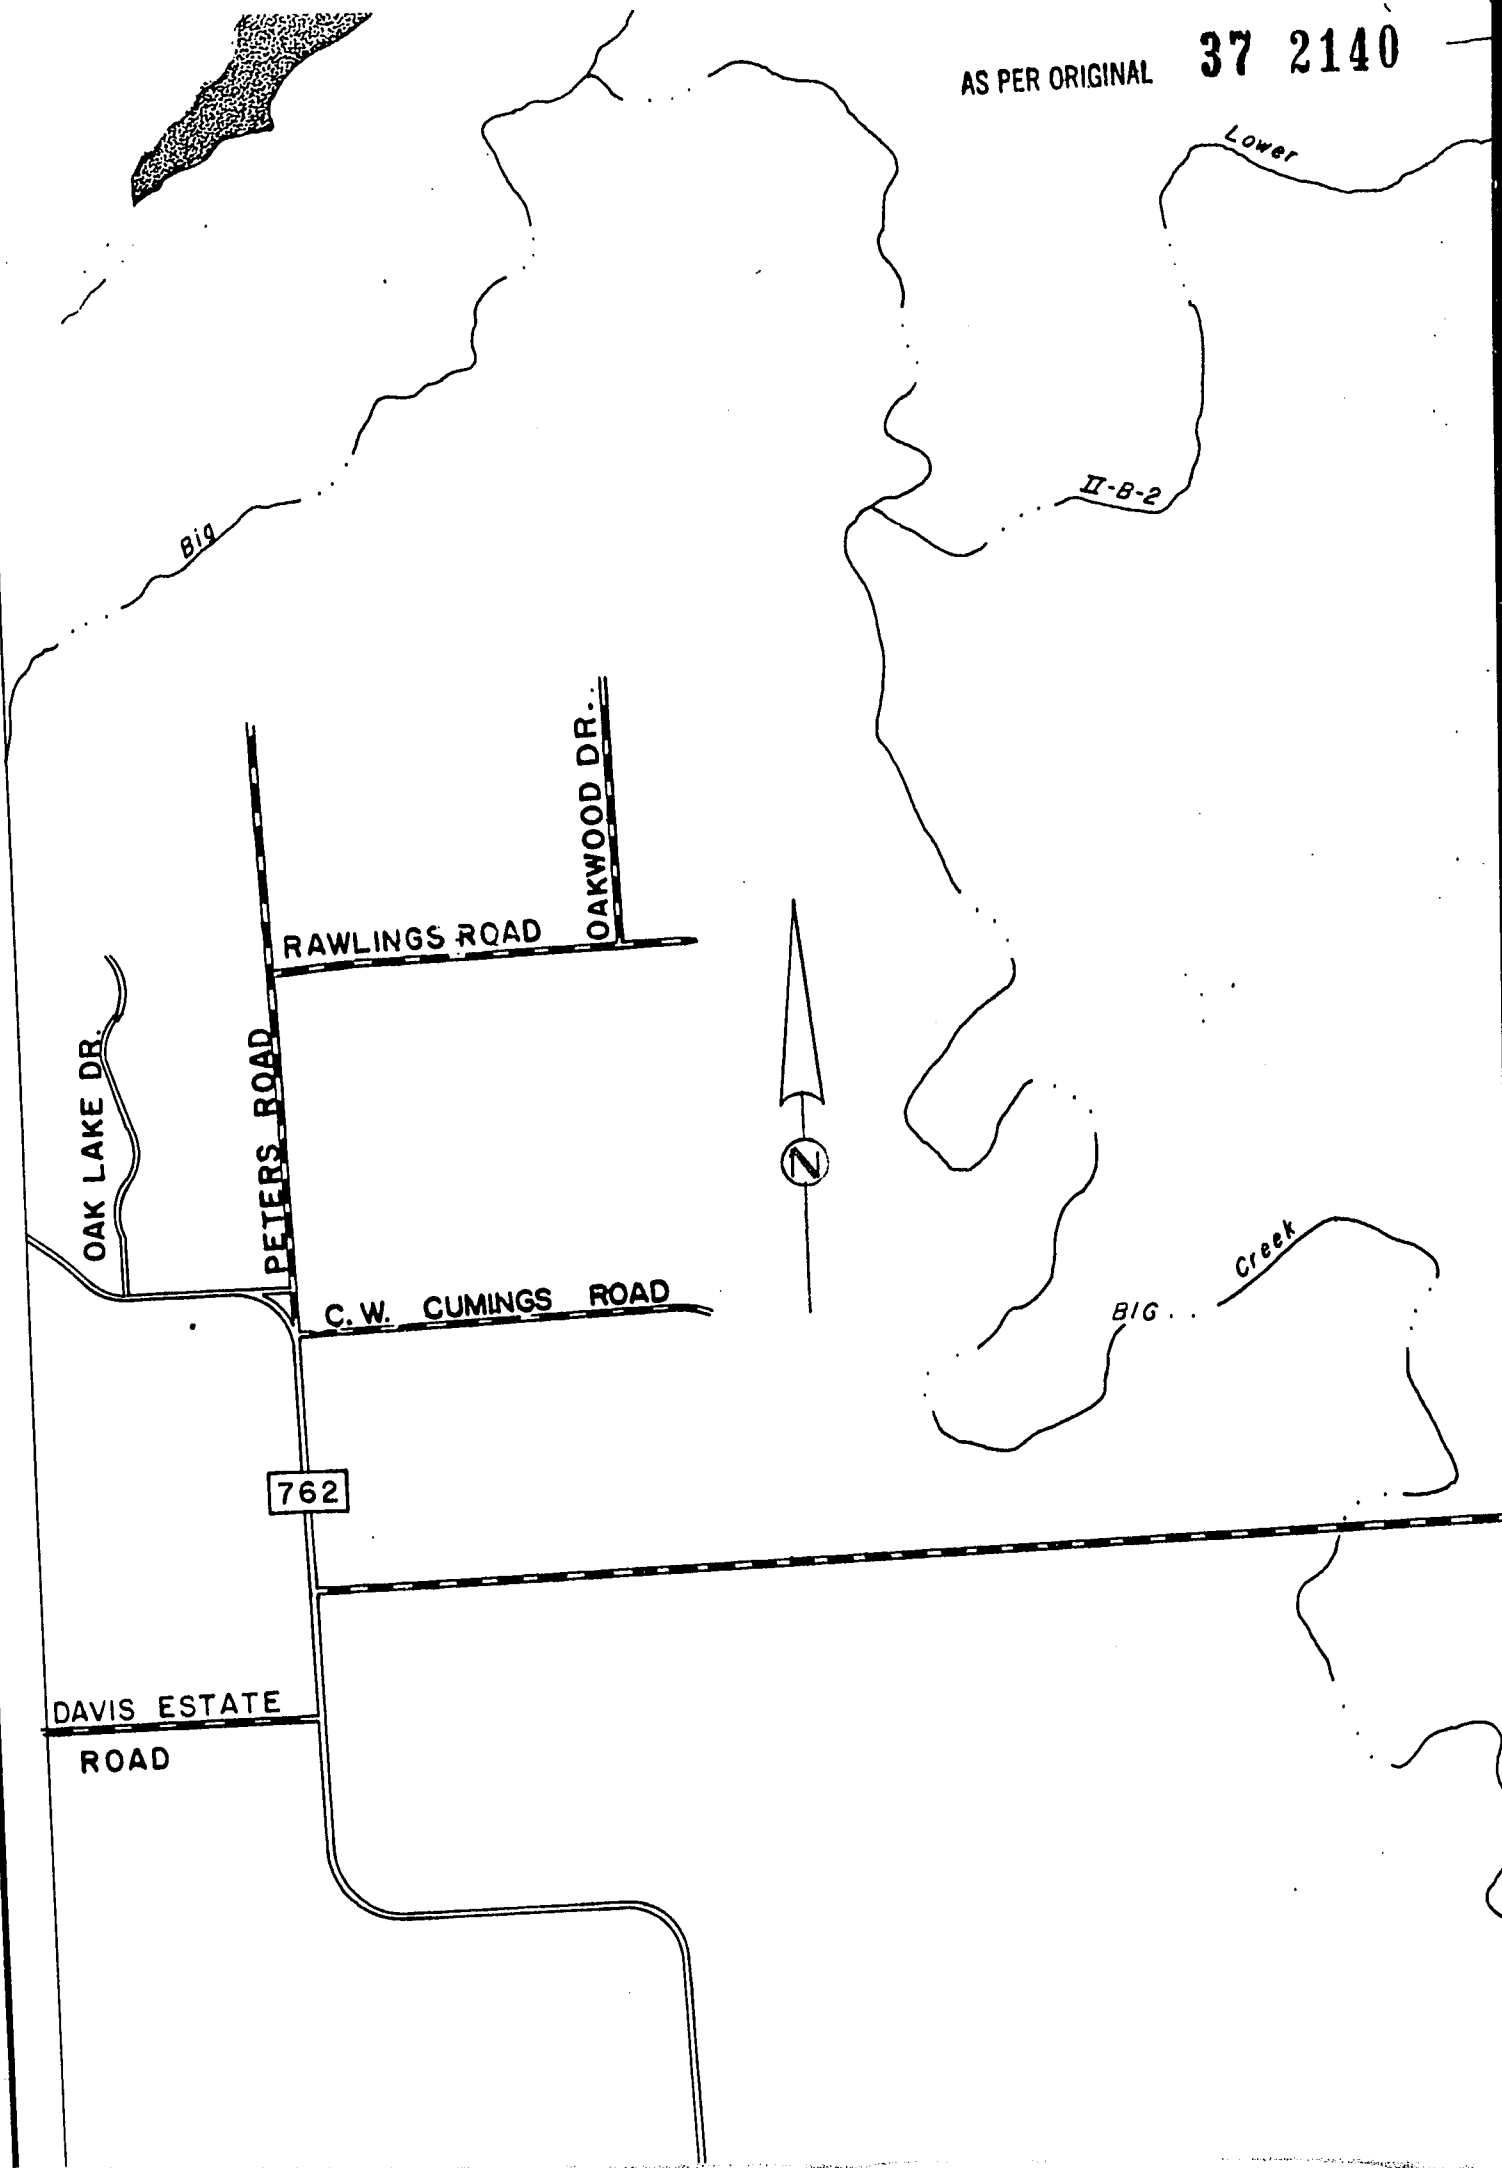 AS PER ORIGINAL 37 2140
Lower
II-B-2
Big
OAKWOOD DR.
RAWLINGS ROAD
OAK LAKE DR.
PETERS ROAD
N
Creek
BIG
C.W. CUMINGS ROAD
762
DAVIS ESTATE
ROAD